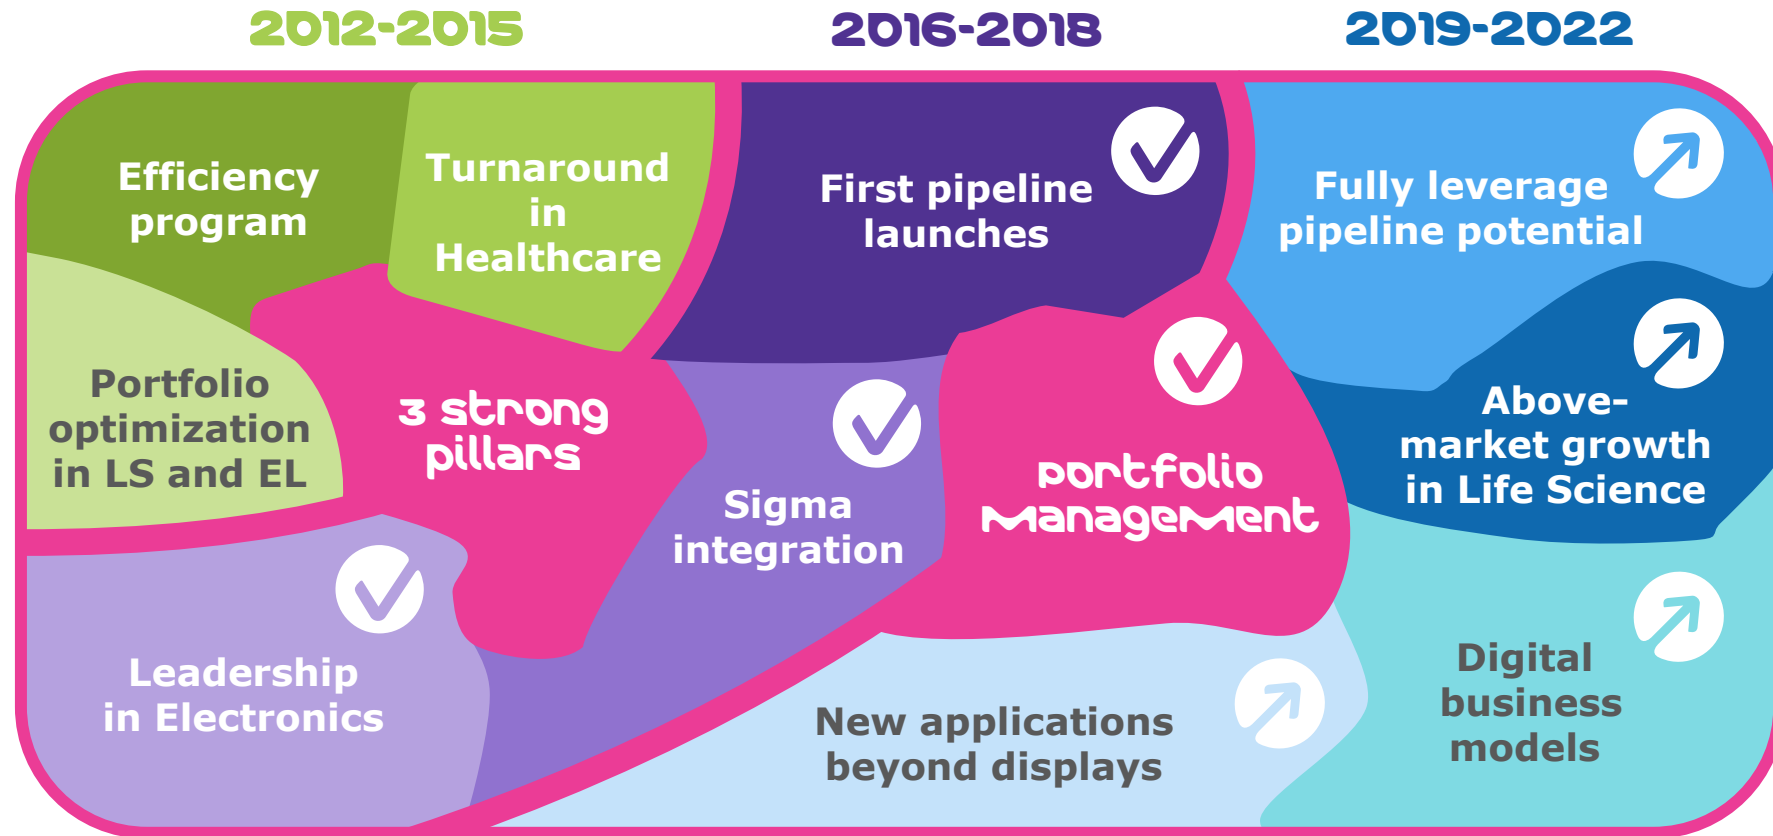 2012-2015
2016-2018
2019-2022
Efficiency
program
Turnaround
in
Healthcare
First pipeline
launches
Fully leverage
pipeline potential
Portfolio
optimization
in LS and EL
3 strong
pillars
Sigma
integration
portfolio
management
Above-
market growth
in Life Science
Leadership
in Electronics
New applications
beyond displays
Digital
business
models